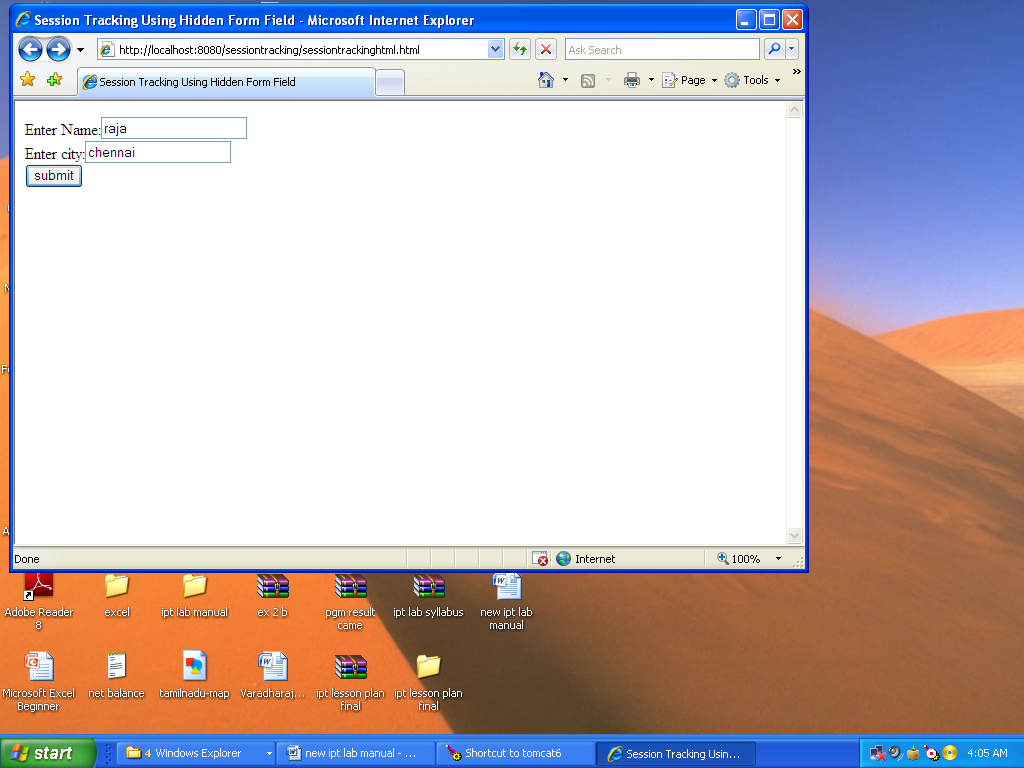 Session Tracking Using Hidden Form Field - Microsoft Internet Explorer
http://localhost:8080/sessiontracking/sessiontrackinghtml.html
Ask Search
Session Tracking Using Hidden Form Field
Page
Tools
Enter Name: raja
Enter city: chennai
submit
Done
Internet
100%
Adobe Reader 8
excel
ipt lab manual
ex 2 b
pgm result came
ipt lab syllabus
new ipt lab manual
Microsoft Excel Beginner
net balance
tamilnadu-map
Varadharaj...
ipt lesson plan final
ipt lesson plan final
start
4 Windows Explorer
new ipt lab manual - ...
Shortcut to tomcat6
Session Tracking Usin...
4:05 AM